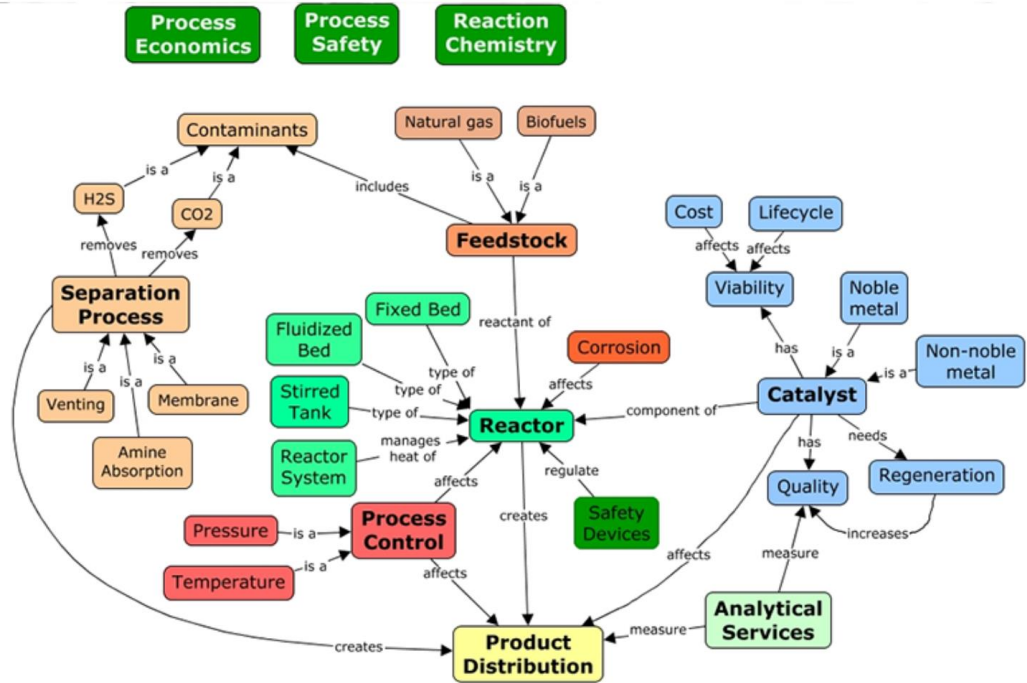 Process
Economics
Process
Safety
Reaction
Chemistry
Contaminants
Natural gas
Biofuels
is a
is a
includes
is a
is a
H2S
CO2
removes
removes
Feedstock
Cost
Lifecycle
affects
affects
Separation
Process
Viability
Noble
metal
Fixed Bed
Fluidized
Bed
reactant of
Corrosion
has
is a
Non-noble
metal
is a
is a
is a
is a
type of
type of
affects
Venting
Membrane
Stirred
Tank
type of
Catalyst
component of
Reactor
manages
heat of
Amine
Absorption
Reactor
System
has
needs
regulate
affects
Quality
Regeneration
Pressure
is a
Process
Control
creates
Safety
Devices
increases
measure
Temperature
is a
affects
affects
Analytical
Services
measure
creates
Product
Distribution